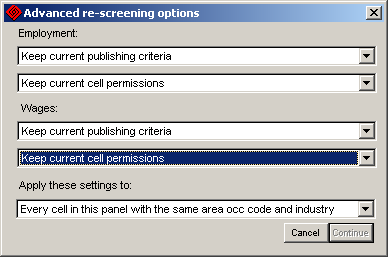 Advanced re-screening options
Employment:
Keep current publishing criteria
Keep current cell permissions
Wages:
Keep current publishing criteria
Keep current cell permissions
Apply these settings to:
Every cell in this panel with the same area occ code and industry
Cancel Continue